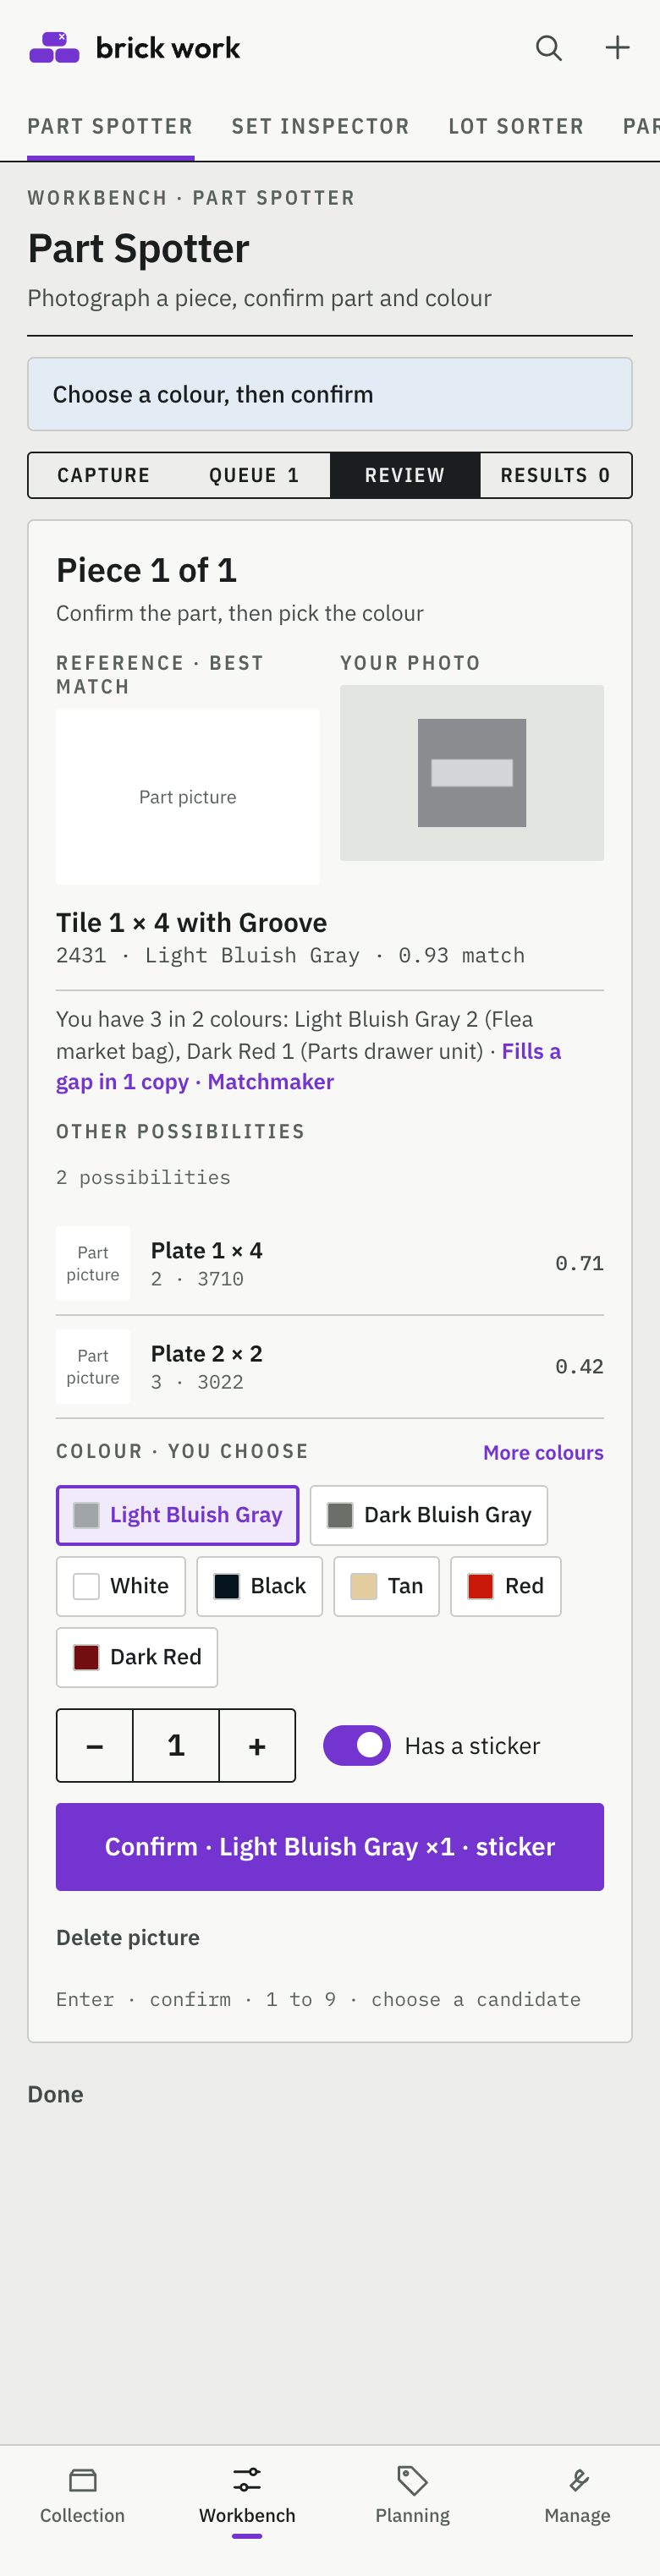 brick work
PART SPOTTER SET INSPECTOR LOT SORTER PAR
WORKBENCH · PART SPOTTER
Part Spotter
Photograph a piece, confirm part and colour
Choose a colour, then confirm
CAPTURE QUEUE 1 REVIEW RESULTS 0
Piece 1 of 1
Confirm the part, then pick the colour
REFERENCE · BEST
MATCH
YOUR PHOTO
Part picture
Tile 1 × 4 with Groove
2431 · Light Bluish Gray · 0.93 match
You have 3 in 2 colours: Light Bluish Gray 2 (Flea
market bag), Dark Red 1 (Parts drawer unit) · Fills a
gap in 1 copy · Matchmaker
OTHER POSSIBILITIES
2 possibilities
Part
picture
Plate 1 × 4
2 · 3710
0.71
Part
picture
Plate 2 × 2
3 · 3022
0.42
COLOUR · YOU CHOOSE More colours
Light Bluish Gray Dark Bluish Gray
White Black Tan Red
Dark Red
− 1 + Has a sticker
Confirm · Light Bluish Gray ×1 · sticker
Delete picture
Enter · confirm · 1 to 9 · choose a candidate
Done
Collection Workbench Planning Manage